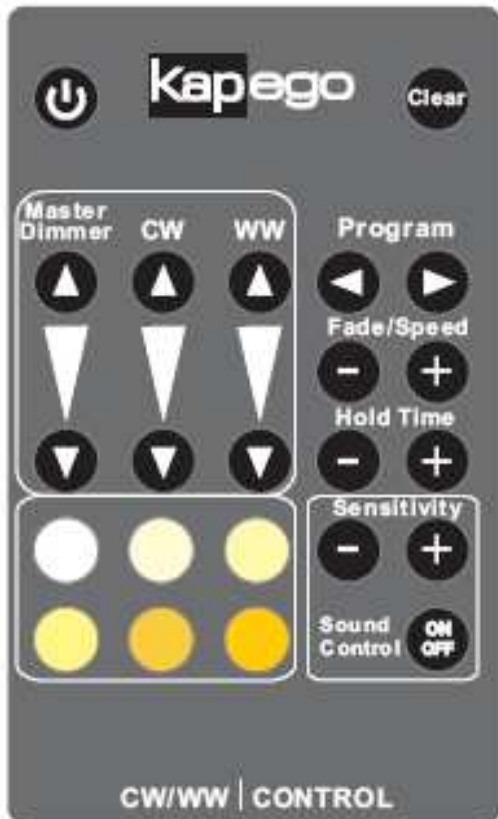 kapego
Clear
Master
Dimmer
CW
WW
Program
Fade/Speed
- +
Hold Time
- +
Sensitivity
- +
Sound
Control
ON
OFF
CW/WW | CONTROL